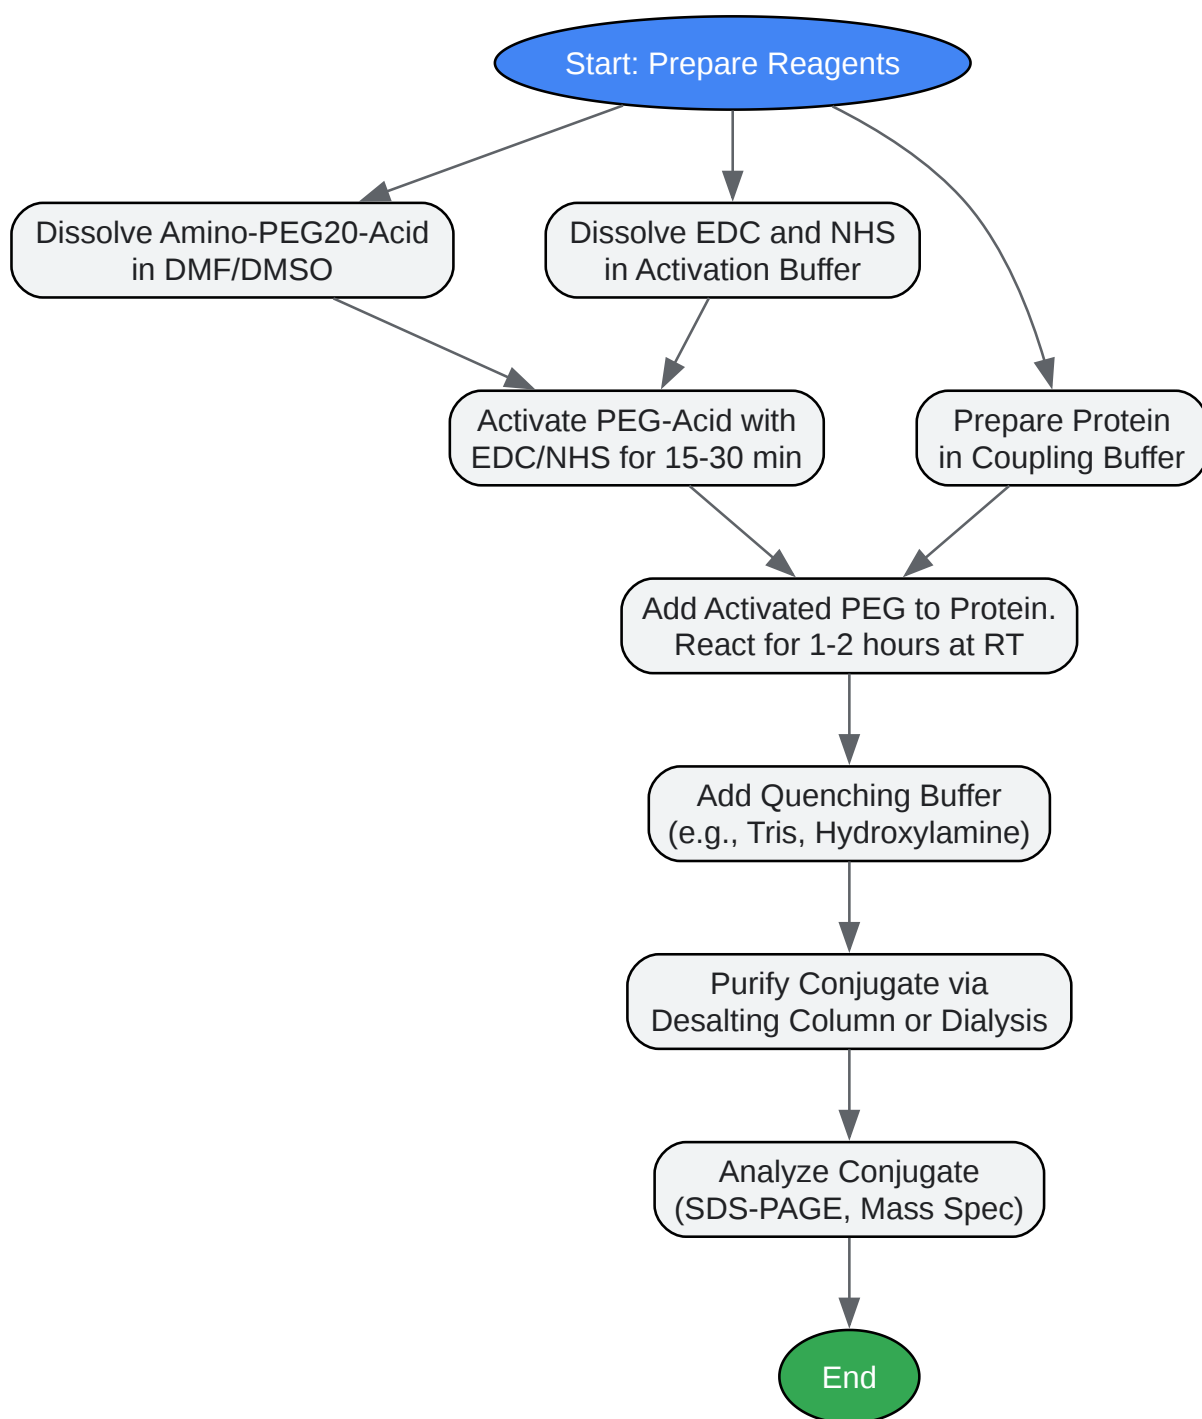 Start: Prepare Reagents
Dissolve Amino-PEG20-Acid
in DMF/DMSO
Dissolve EDC and NHS
in Activation Buffer
Activate PEG-Acid with
EDC/NHS for 15-30 min
Prepare Protein
in Coupling Buffer
Add Activated PEG to Protein.
React for 1-2 hours at RT
Add Quenching Buffer
(e.g., Tris, Hydroxylamine)
Purify Conjugate via
Desalting Column or Dialysis
Analyze Conjugate
(SDS-PAGE, Mass Spec)
End